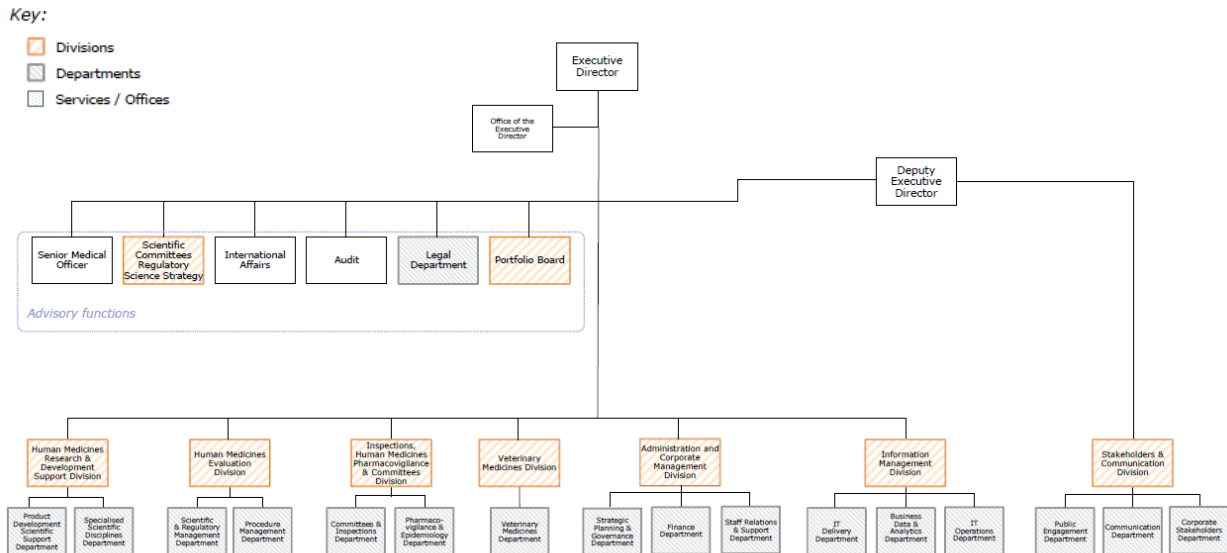 Key:
Divisions
Departments
Services / Offices
Executive
Director
Office of the
Executive
Director
Deputy
Executive
Director
Senior Medical
Officer
Scientific
Committees
Regulatory
Science Strategy
International
Affairs
Audit
Legal
Department
Portfolio Board
Advisory functions
Human Medicines
Research &
Development
Support Division
Human Medicines
Evaluation
Division
Inspections,
Human Medicines
Pharmacovigilance
& Committees
Division
Veterinary
Medicines Division
Administration and
Corporate
Management
Division
Information
Management
Division
Stakeholders &
Communication
Division
Product
Development
Scientific
Support
Department
Specialised
Scientific
Disciplines
Department
Scientific
& Regulatory
Management
Department
Procedure
Management
Department
Committees &
Inspections
Department
Pharmaco-
vigilance &
Epidemiology
Department
Veterinary
Medicines
Department
Strategic
Planning &
Governance
Department
Finance
Department
Staff Relations
& Support
Department
IT
Delivery
Department
Business
Data &
Analytics
Department
IT
Operations
Department
Public
Engagement
Department
Communication
Department
Corporate
Stakeholders
Department